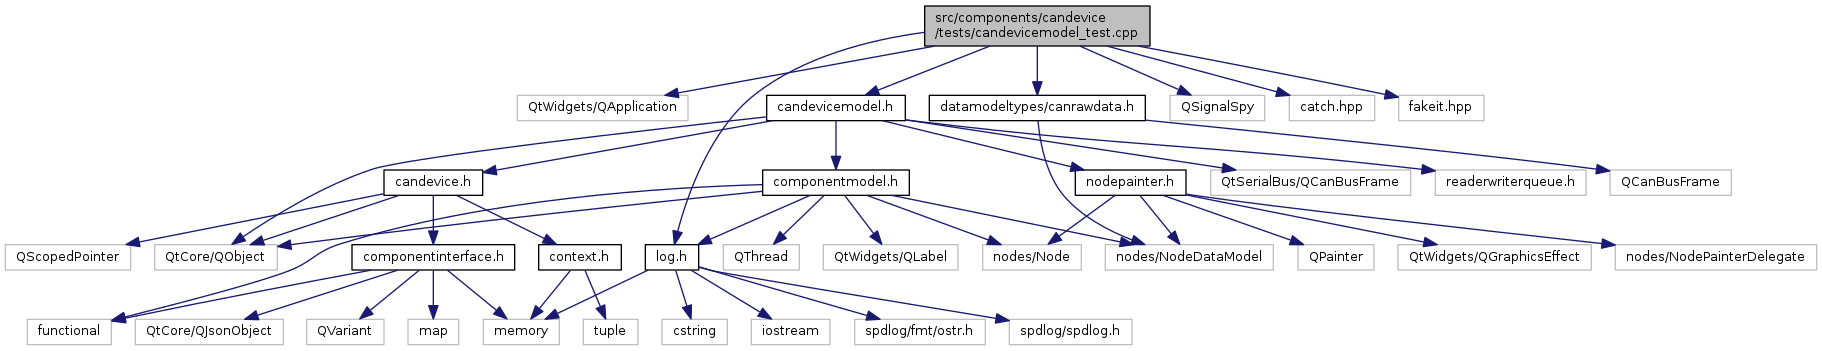 src/components/candevice
/tests/candevicemodel_test.cpp
QtWidgets/QApplication
candevicemodel.h
datamodeltypes/canrawdata.h
QSignalSpy
catch.hpp
fakeit.hpp
candevice.h
componentmodel.h
nodepainter.h
QtSerialBus/QCanBusFrame
readerwriterqueue.h
QCanBusFrame
QScopedPointer
QtCore/QObject
componentinterface.h
context.h
log.h
QThread
QtWidgets/QLabel
nodes/Node
nodes/NodeDataModel
QPainter
QtWidgets/QGraphicsEffect
nodes/NodePainterDelegate
functional
QtCore/QJsonObject
QVariant
map
memory
tuple
cstring
iostream
spdlog/fmt/ostr.h
spdlog/spdlog.h